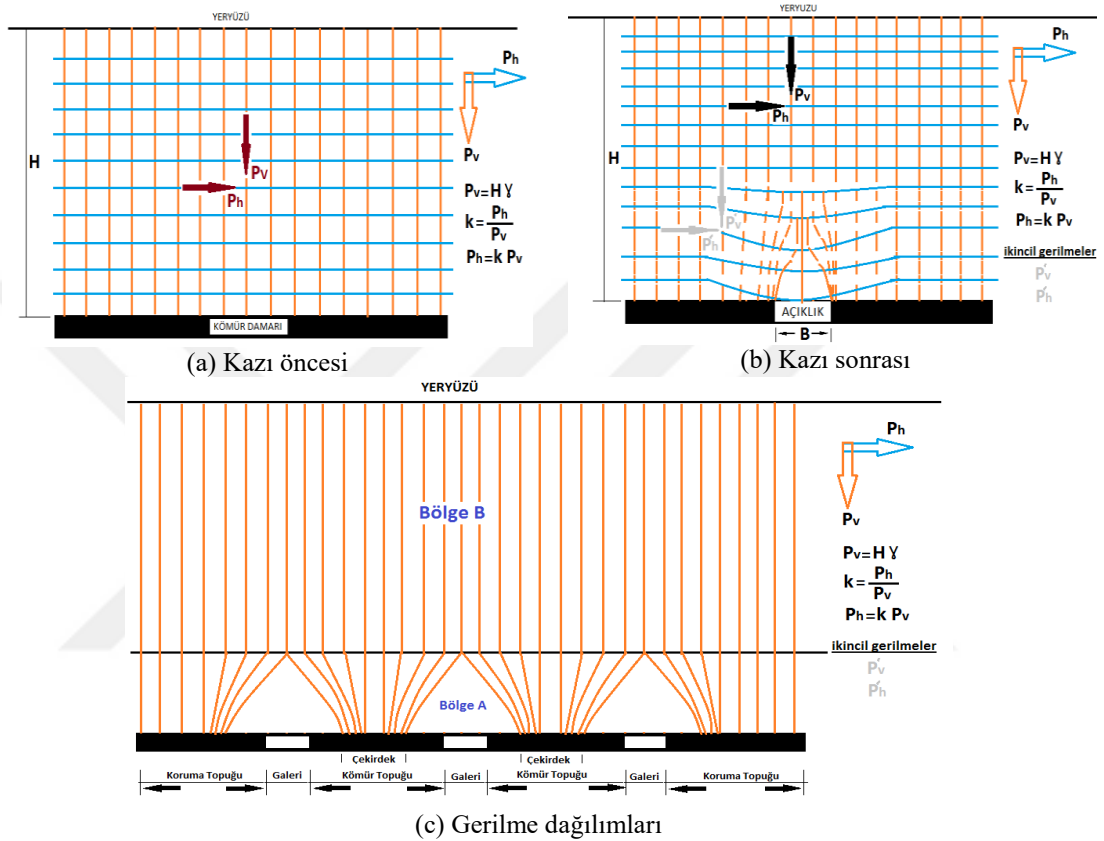 YERYÜZÜ
H
Pv
Ph
Ph
Pv
Pv=H Ɣ
k=Ph/Pv
Ph=k Pv
KÖMÜR DAMARI
(a) Kazı öncesi
YERYUZU
H
Pv
Ph
P'v
P'h
Ph
Pv
Pv=H Ɣ
k=Ph/Pv
Ph=k Pv
ikincil gerilmeler
P'v
P'h
AÇIKLIK
B
(b) Kazı sonrası
YERYÜZÜ
Bölge B
Ph
Pv
Pv=H Ɣ
k=Ph/Pv
Ph=k Pv
ikincil gerilmeler
P'v
P'h
Bölge A
Çekirdek Çekirdek
Koruma Topuğu Galeri Kömür Topuğu Galeri Kömür Topuğu Galeri Koruma Topuğu
(c) Gerilme dağılımları